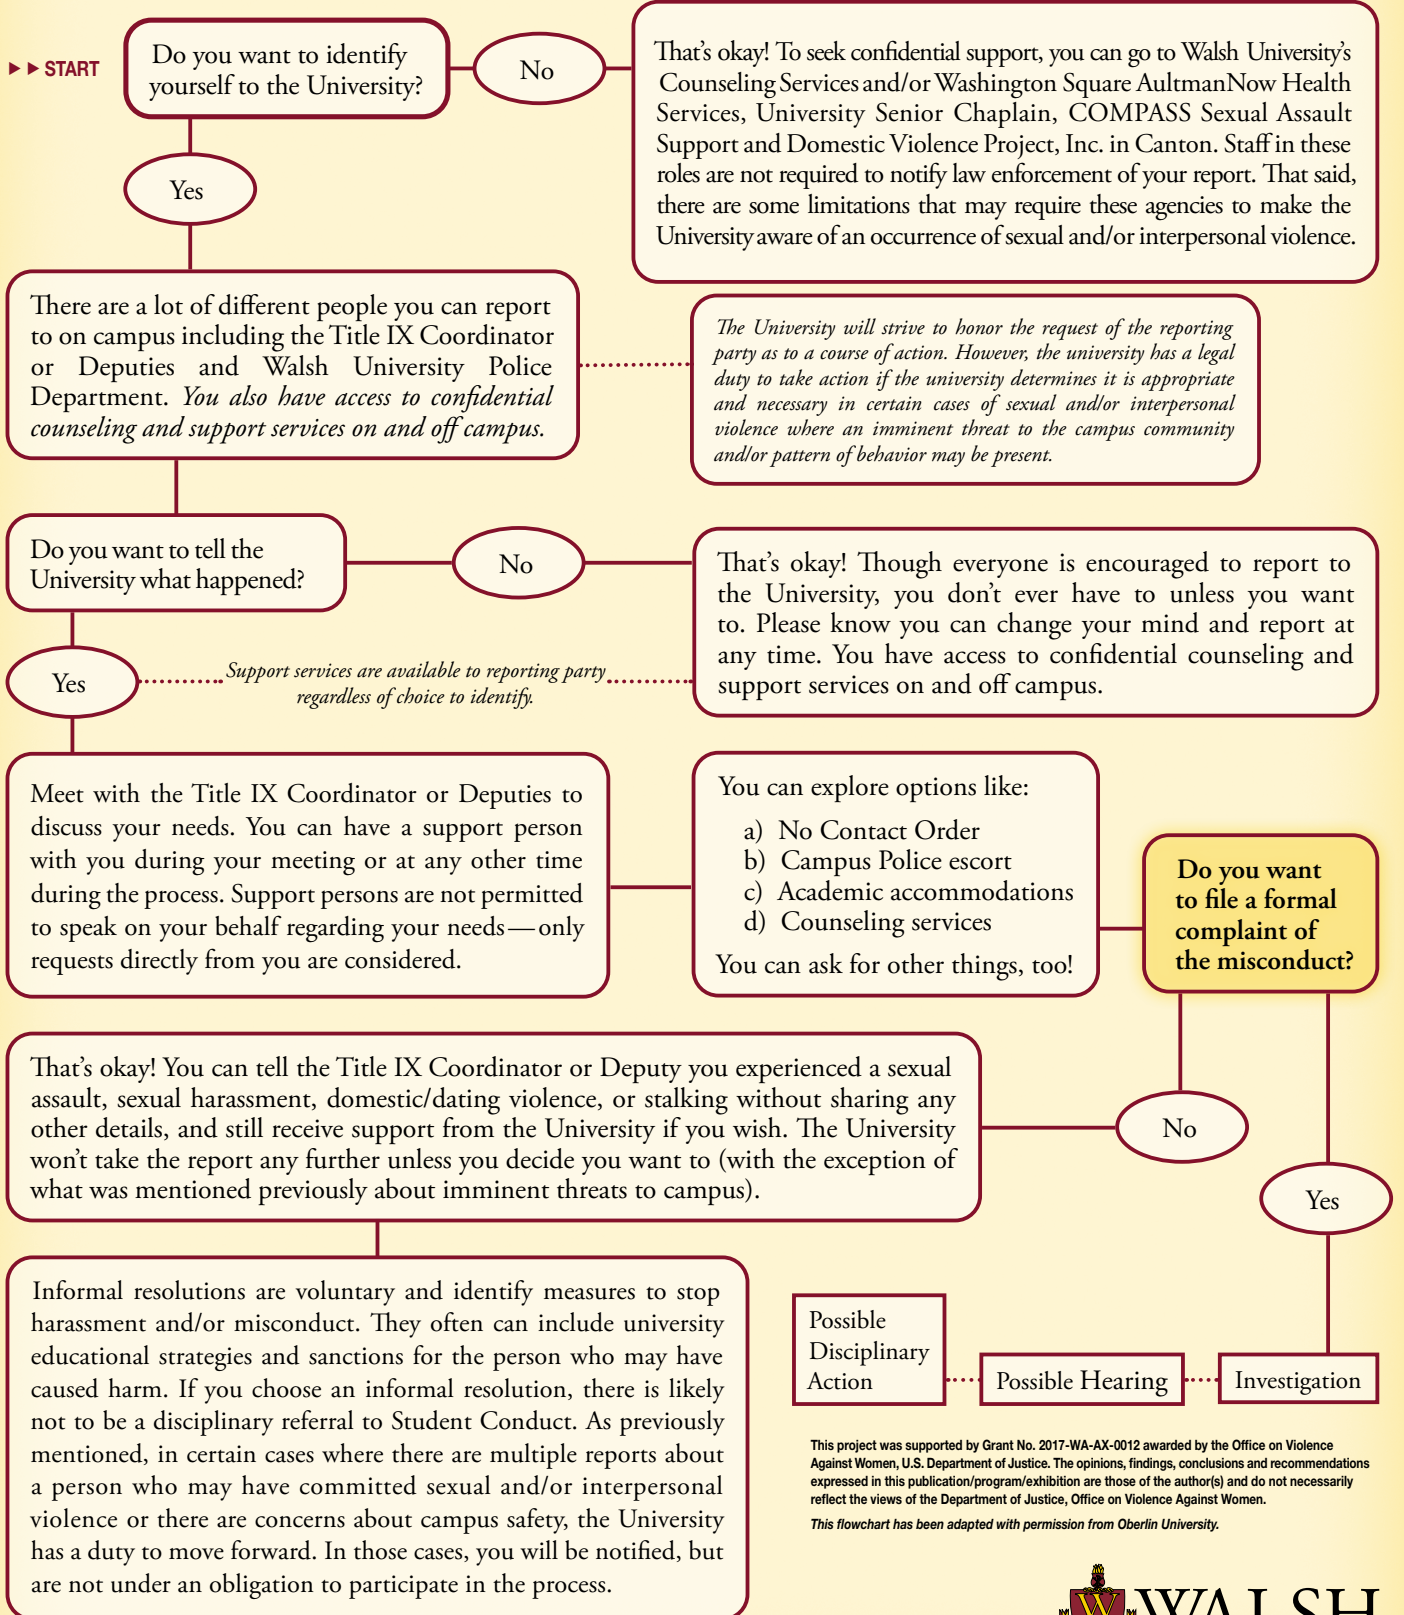 ►► START
Do you want to identify
yourself to the University?
No
That's okay! To seek confidential support, you can go to Walsh University's
Counseling Services and/or Washington Square AultmanNow Health
Services, University Senior Chaplain, COMPASS Sexual Assault
Support and Domestic Violence Project, Inc. in Canton. Staff in these
roles are not required to notify law enforcement of your report. That said,
there are some limitations that may require these agencies to make the
University aware of an occurrence of sexual and/or interpersonal violence.
Yes
There are a lot of different people you can report
to on campus including the Title IX Coordinator
or Deputies and Walsh University Police
Department. You also have access to confidential
counseling and support services on and off campus.
The University will strive to honor the request of the reporting
party as to a course of action. However, the university has a legal
duty to take action if the university determines it is appropriate
and necessary in certain cases of sexual and/or interpersonal
violence where an imminent threat to the campus community
and/or pattern of behavior may be present.
Do you want to tell the
University what happened?
No
That's okay! Though everyone is encouraged to report to
the University, you don't ever have to unless you want
to. Please know you can change your mind and report at
any time. You have access to confidential counseling and
support services on and off campus.
Yes
Support services are available to reporting party
regardless of choice to identify.
Meet with the Title IX Coordinator or Deputies to
discuss your needs. You can have a support person
with you during your meeting or at any other time
during the process. Support persons are not permitted
to speak on your behalf regarding your needs—only
requests directly from you are considered.
You can explore options like:
a) No Contact Order
b) Campus Police escort
c) Academic accommodations
d) Counseling services
You can ask for other things, too!
Do you want
to file a formal
complaint of
the misconduct?
That's okay! You can tell the Title IX Coordinator or Deputy you experienced a sexual
assault, sexual harassment, domestic/dating violence, or stalking without sharing any
other details, and still receive support from the University if you wish. The University
won't take the report any further unless you decide you want to (with the exception of
what was mentioned previously about imminent threats to campus).
No
Yes
Informal resolutions are voluntary and identify measures to stop
harassment and/or misconduct. They often can include university
educational strategies and sanctions for the person who may have
caused harm. If you choose an informal resolution, there is likely
not to be a disciplinary referral to Student Conduct. As previously
mentioned, in certain cases where there are multiple reports about
a person who may have committed sexual and/or interpersonal
violence or there are concerns about campus safety, the University
has a duty to move forward. In those cases, you will be notified, but
are not under an obligation to participate in the process.
Possible
Disciplinary
Action
Possible Hearing
Investigation
This project was supported by Grant No. 2017-WA-AX-0012 awarded by the Office on Violence
Against Women, U.S. Department of Justice. The opinions, findings, conclusions and recommendations
expressed in this publication/program/exhibition are those of the author(s) and do not necessarily
reflect the views of the Department of Justice, Office on Violence Against Women.
This flowchart has been adapted with permission from Oberlin University.
W WALSH